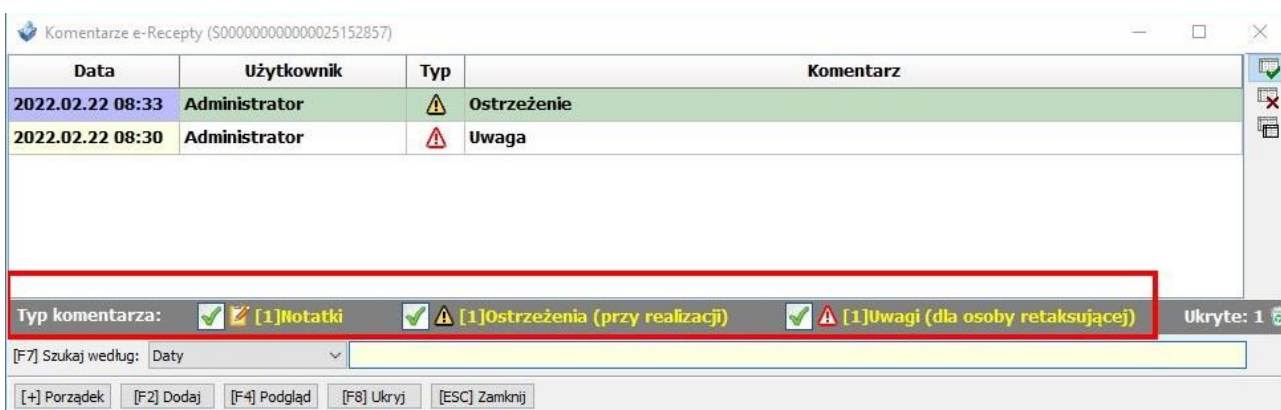 Komentarze e-Recepty (S000000000000025152857)
Data Użytkownik Typ Komentarz
2022.02.22 08:33 Administrator Ostrzeżenie
2022.02.22 08:30 Administrator Uwaga
Typ komentarza: [1]Notatki [1]Ostrzeżenia (przy realizacji) [1]Uwagi (dla osoby retaksującej) Ukryte: 1
[F7] Szukaj według: Daty
[+] Porządek [F2] Dodaj [F4] Podgląd [F8] Ukryj [ESC] Zamknij